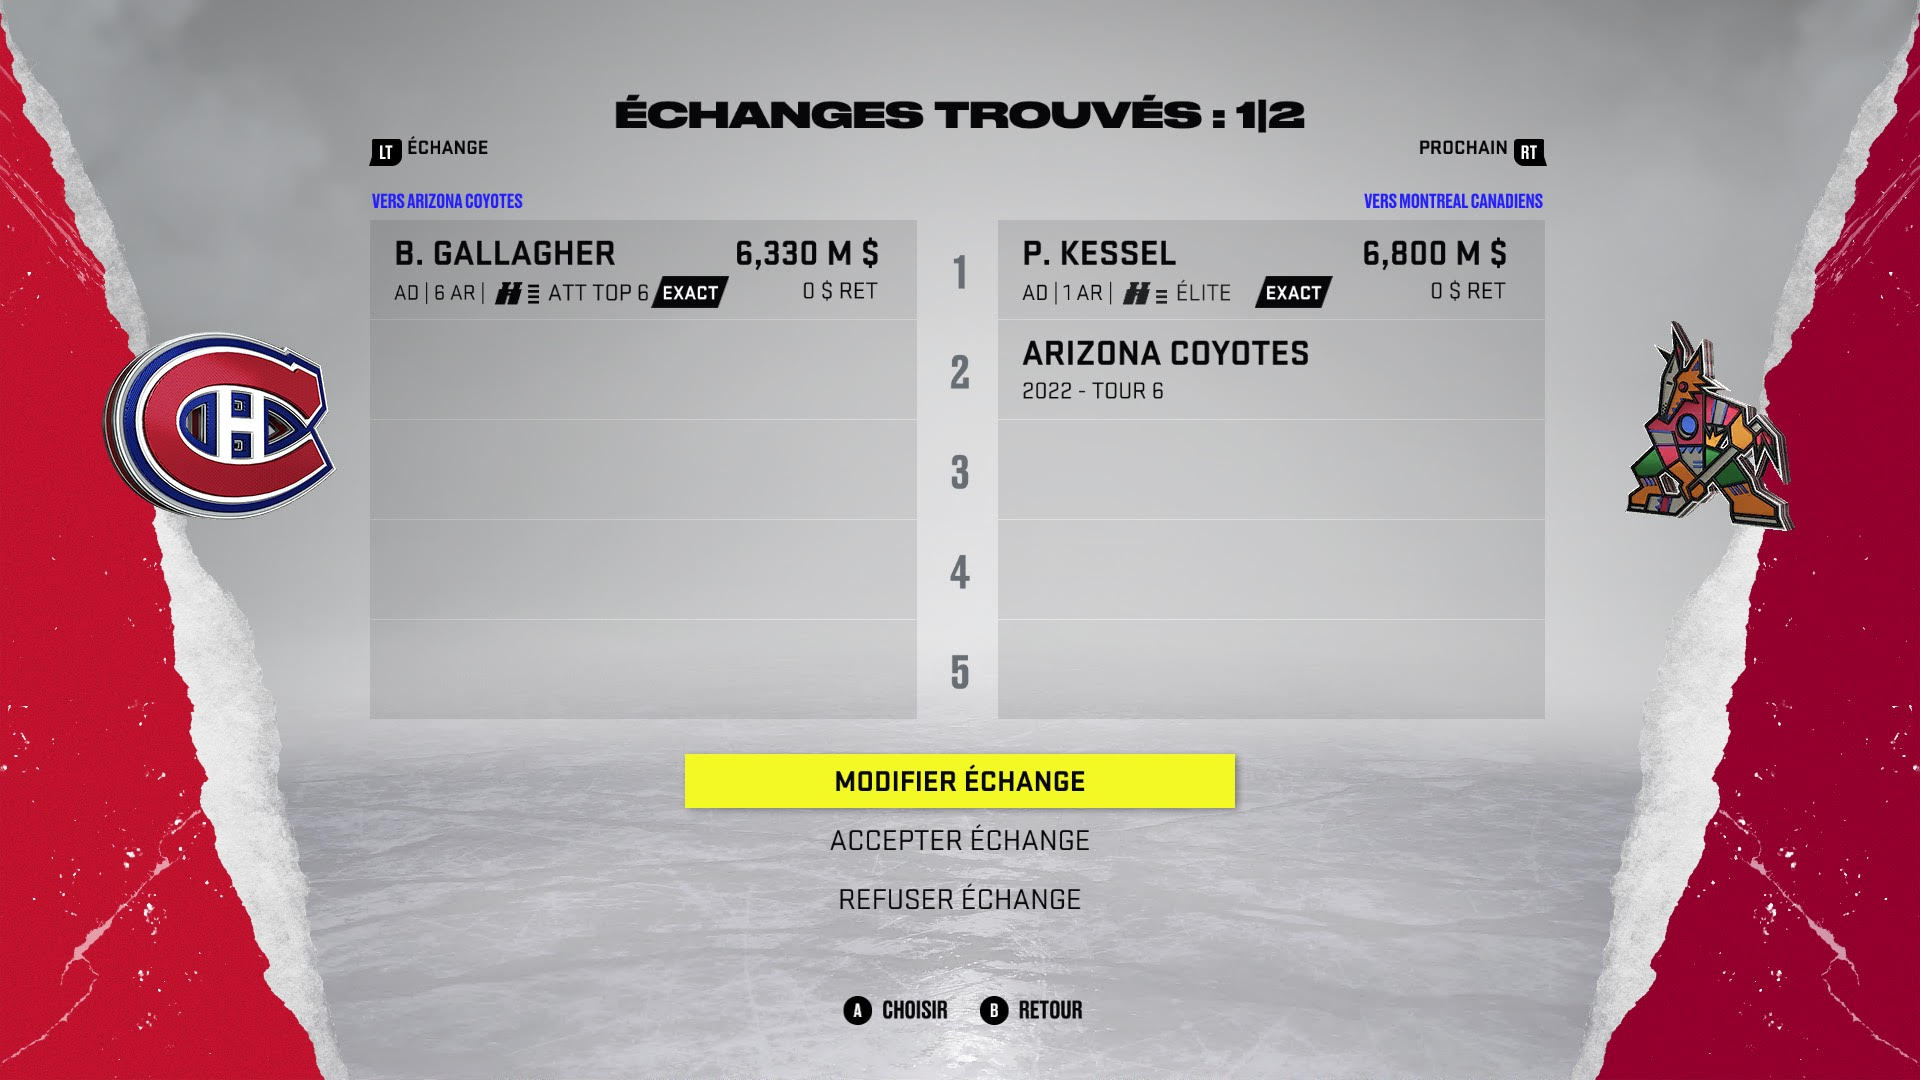 ÉCHANGES TROUVÉS : 1|2
LT ÉCHANGE
PROCHAIN RT
VERS ARIZONA COYOTES
VERS MONTREAL CANADIENS
B. GALLAGHER 6,330 M $
AD | 6 AR | ATT TOP 6 EXACT 0 $ RET
1
P. KESSEL 6,800 M $
AD | 1 AR | ÉLITE EXACT 0 $ RET
2
ARIZONA COYOTES
2022 - TOUR 6
3
4
5
MODIFIER ÉCHANGE
ACCEPTER ÉCHANGE
REFUSER ÉCHANGE
A CHOISIR B RETOUR